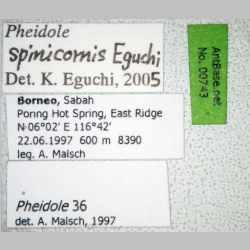 Pheidole
spinicornis Eguchi
Det. K. Eguchi, 2005
Borneo, Sabah
Ponng Hot Spring, East Ridge
N 06°02' E 116°42'
22.06.1997 600 m 8390
leg. A. Malsch
Pheidole 36
det. A. Malsch, 1997
AntBase.net
No. 00743